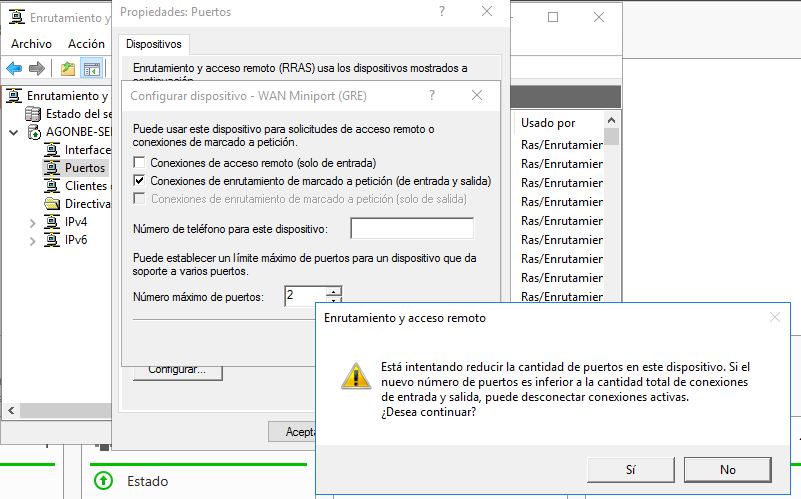 Enrutamiento y
Propiedades: Puertos
?
Archivo Acción
Dispositivos
Enrutamiento y acceso remoto (RRAS) usa los dispositivos mostrados a
Configurar dispositivo - WAN Miniport (GRE)
?
Enrutamiento y
Estado del se
AGONBE-SE
Interface
Puertos
Clientes
Directiva
IPv4
IPv6
Puede usar este dispositivo para solicitudes de acceso remoto o
conexiones de marcado a petición.
Conexiones de acceso remoto (solo de entrada)
Conexiones de enrutamiento de marcado a petición (de entrada y salida)
Conexiones de enrutamiento de marcado a petición (solo de salida)
Número de teléfono para este dispositivo:
Puede establecer un límite máximo de puertos para un dispositivo que da
soporte a varios puertos.
Número máximo de puertos: 2
Usado por
Ras/Enrutamier
Ras/Enrutamier
Ras/Enrutamier
Ras/Enrutamier
Ras/Enrutamier
Ras/Enrutamier
Ras/Enrutamier
Ras/Enrutamier
Ras/Enrutamier
Configurar...
Acepta
Enrutamiento y acceso remoto
Está intentando reducir la cantidad de puertos en este dispositivo. Si el
nuevo número de puertos es inferior a la cantidad total de conexiones
de entrada y salida, puede desconectar conexiones activas.
¿Desea continuar?
Sí No
Estado